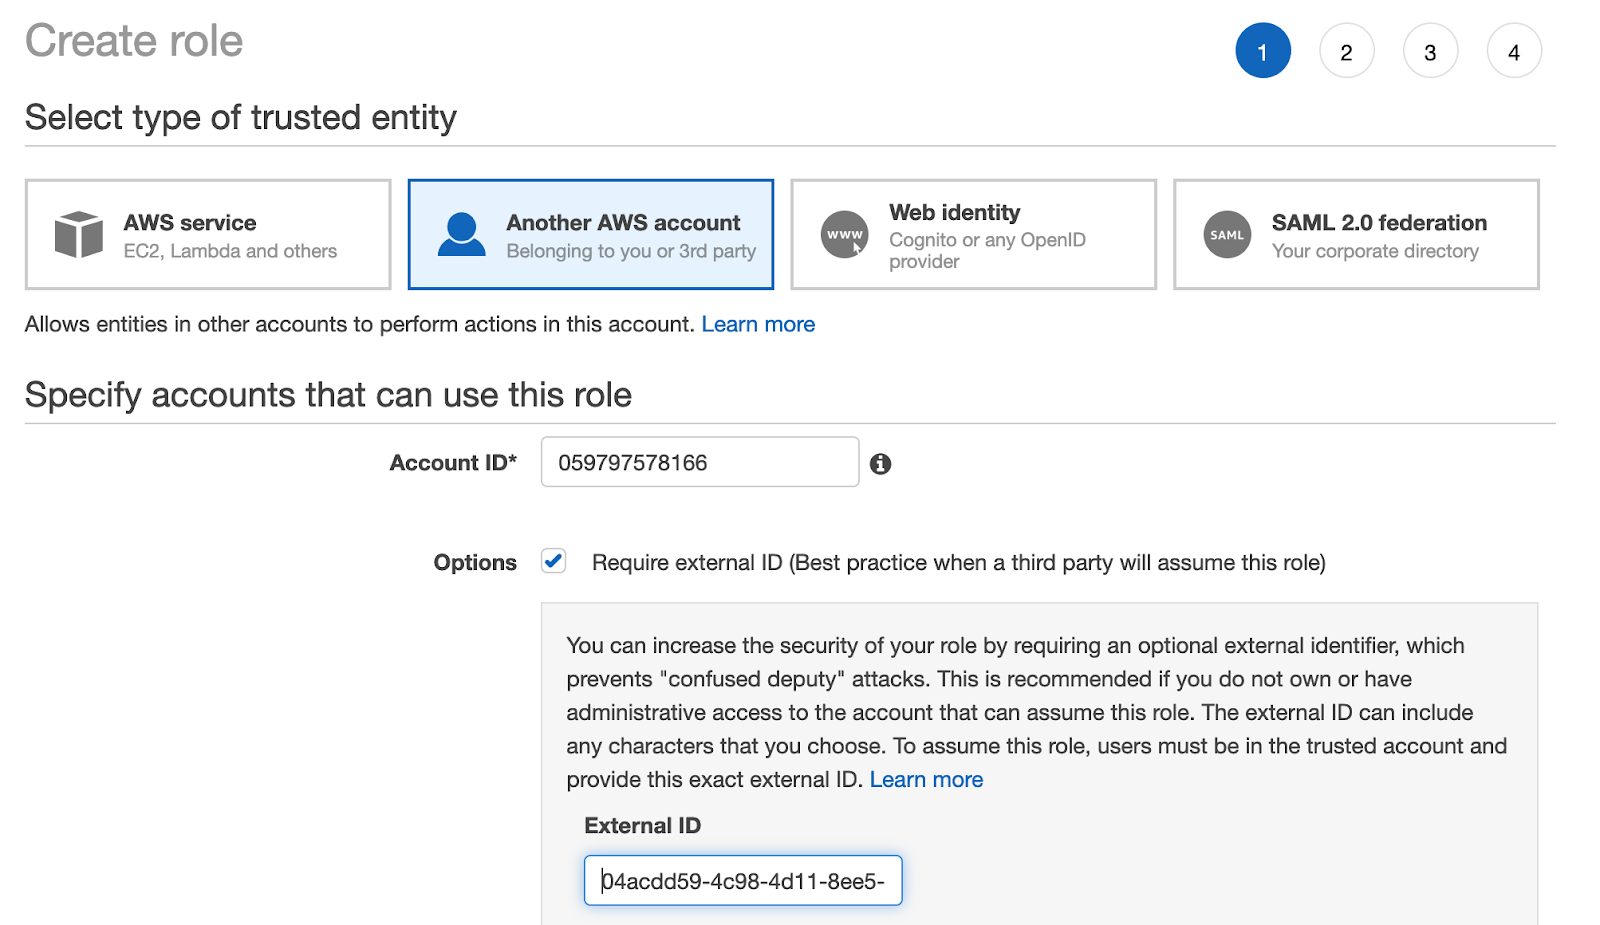 Create role
1 2 3 4
Select type of trusted entity
AWS service
EC2, Lambda and others
Another AWS account
Belonging to you or 3rd party
www
Web identity
Cognito or any OpenID
provider
SAML
SAML 2.0 federation
Your corporate directory
Allows entities in other accounts to perform actions in this account. Learn more
Specify accounts that can use this role
Account ID* 059797578166
Options Require external ID (Best practice when a third party will assume this role)
You can increase the security of your role by requiring an optional external identifier, which
prevents "confused deputy" attacks. This is recommended if you do not own or have
administrative access to the account that can assume this role. The external ID can include
any characters that you choose. To assume this role, users must be in the trusted account and
provide this exact external ID. Learn more
External ID
04acdd59-4c98-4d11-8ee5-